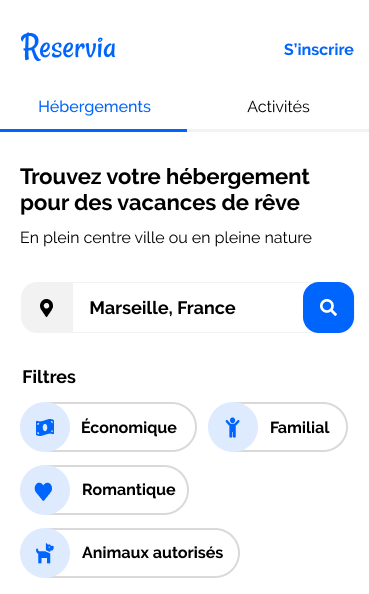 Reservia
S'inscrire
Hébergements
Activités
Trouvez votre hébergement
pour des vacances de rêve
En plein centre ville ou en pleine nature
Marseille, France
Filtres
Économique
Familial
Romantique
Animaux autorisés